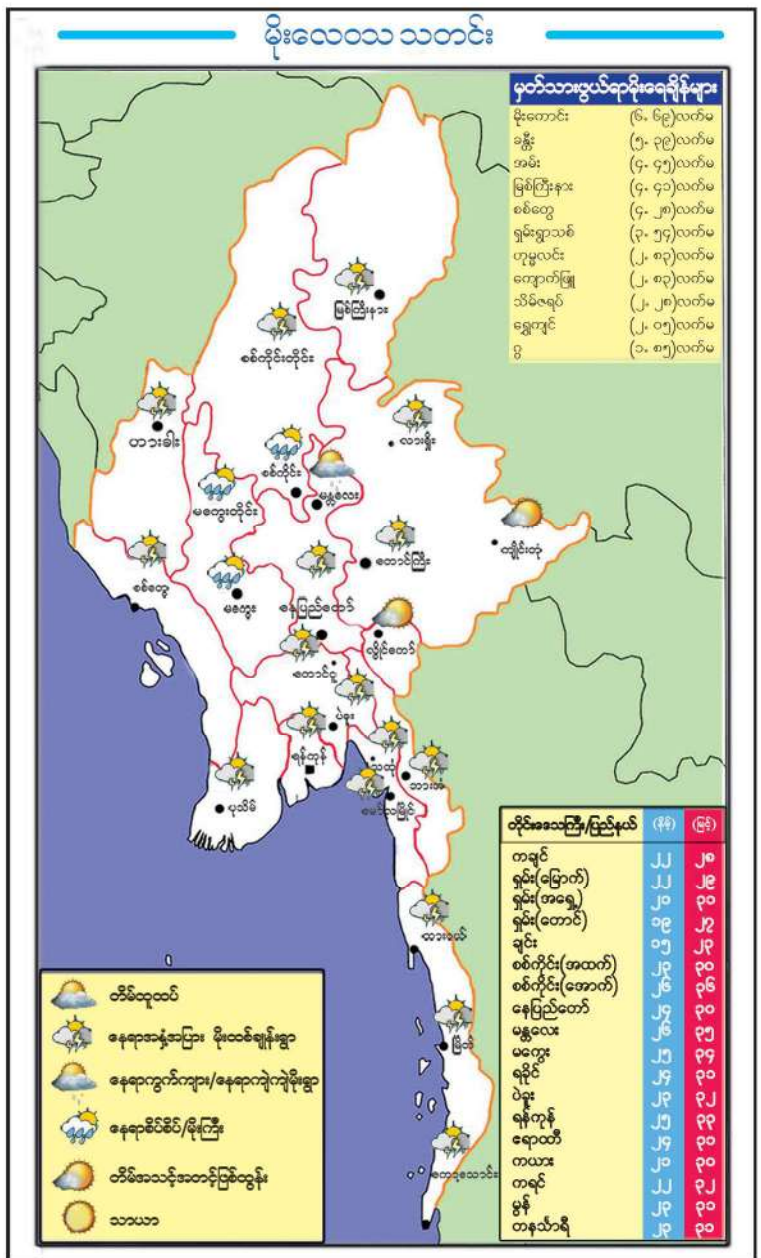 မိုးလေဝသ သတင်း
မှတ်သားဖွယ်ရာမိုးရေချိန်များ
မိုးကောင်း (၆. ၆၉)လက်မ
ခန္တီး (၅. ၃၉)လက်မ
အမ်း (၄. ၄၅)လက်မ
မြစ်ကြီးနား (၄. ၄၁)လက်မ
စစ်တွေ (၄. ၂၈)လက်မ
ရှမ်းရွာသစ် (၃. ၅၄)လက်မ
ဟုမ္မလင်း (၂. ၈၃)လက်မ
ကျောက်ဖြူ (၂. ၈၃)လက်မ
သိမ်ဇရပ် (၂. ၂၈)လက်မ
ရွှေကျင် (၂. ၀၅)လက်မ
ဂွ (၁. ၈၅)လက်မ
မြစ်ကြီးနား
စစ်ကိုင်းတိုင်း
ဟားခါး
လားရှိုး
စစ်ကိုင်း
မန္တလေး
မကွေးတိုင်း
ကျိုင်းတုံ
တောင်ကြီး
စစ်တွေ
မကွေး
နေပြည်တော်
လွိုင်ကော်
တောင်ငူ
ပဲခူး
ရန်ကုန်
သထုံ
ဘားအံ
မော်လမြိုင်
ပုသိမ်
ထားဝယ်
မြိတ်
ကော့သောင်း
တိုင်းဒေသကြီး/ပြည်နယ် (နိမ့်) (မြင့်)
ကချင် ၂၂ ၂၈
ရှမ်း(မြောက်) ၂၂ ၂၉
ရှမ်း(အရှေ့) ၂၀ ၃၀
ရှမ်း(တောင်) ၁၉ ၂၇
ချင်း ၁၅ ၂၃
စစ်ကိုင်း(အထက်) ၂၃ ၃၀
စစ်ကိုင်း(အောက်) ၂၆ ၃၆
နေပြည်တော် ၂၄ ၃၀
မန္တလေး ၂၆ ၃၅
မကွေး ၂၅ ၃၄
ရခိုင် ၂၄ ၃၁
ပဲခူး ၂၃ ၃၂
ရန်ကုန် ၂၅ ၃၃
ဧရာဝတီ ၂၄ ၃၀
ကယား ၂၀ ၃၀
ကရင် ၂၂ ၃၂
မွန် ၂၃ ၃၀
တနင်္သာရီ ၂၃ ၃၀
တိမ်ထူထပ်
နေရာအနှံ့အပြား မိုးထစ်ချုန်းရွာ
နေရာကွက်ကျား/နေရာကျဲကျဲမိုးရွာ
နေရာစိပ်စိပ်/မိုးကြီး
တိမ်အသင့်အတင့်ဖြစ်ထွန်း
သာယာ